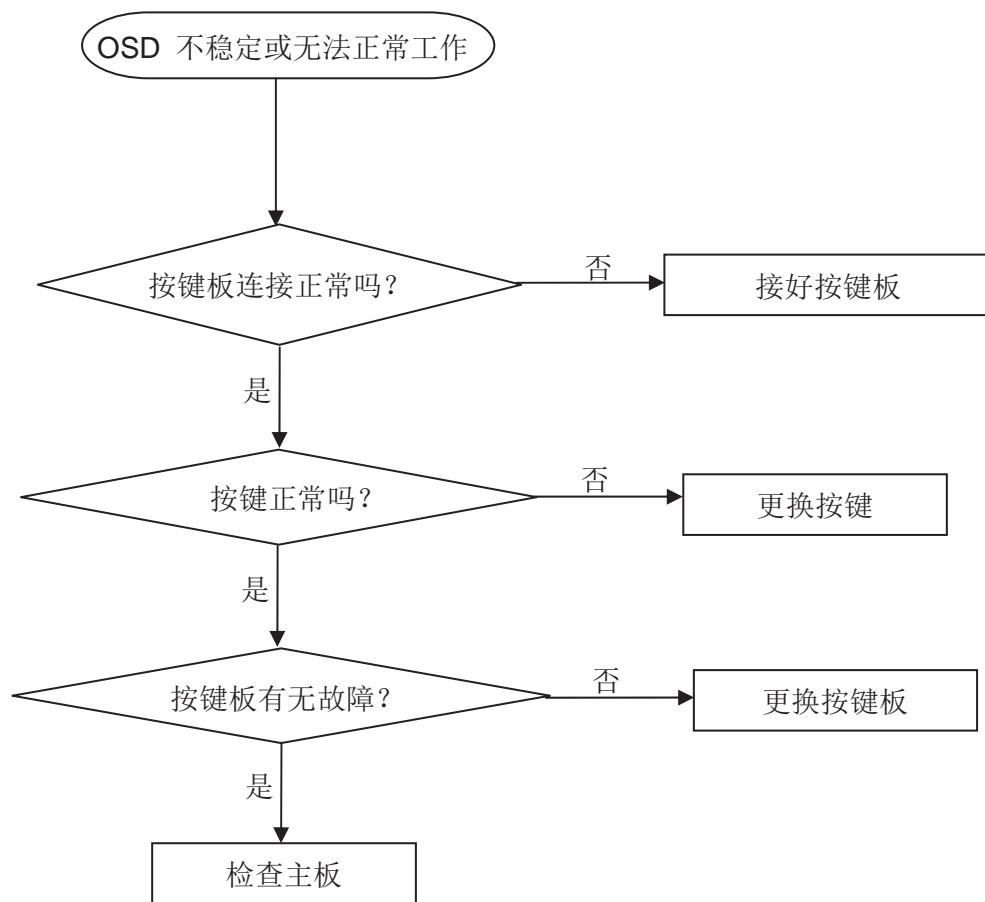 OSD 不稳定或无法正常工作
按键板连接正常吗?
否
接好按键板
是
按键正常吗?
否
更换按键
是
按键板有无故障?
否
更换按键板
是
检查主板